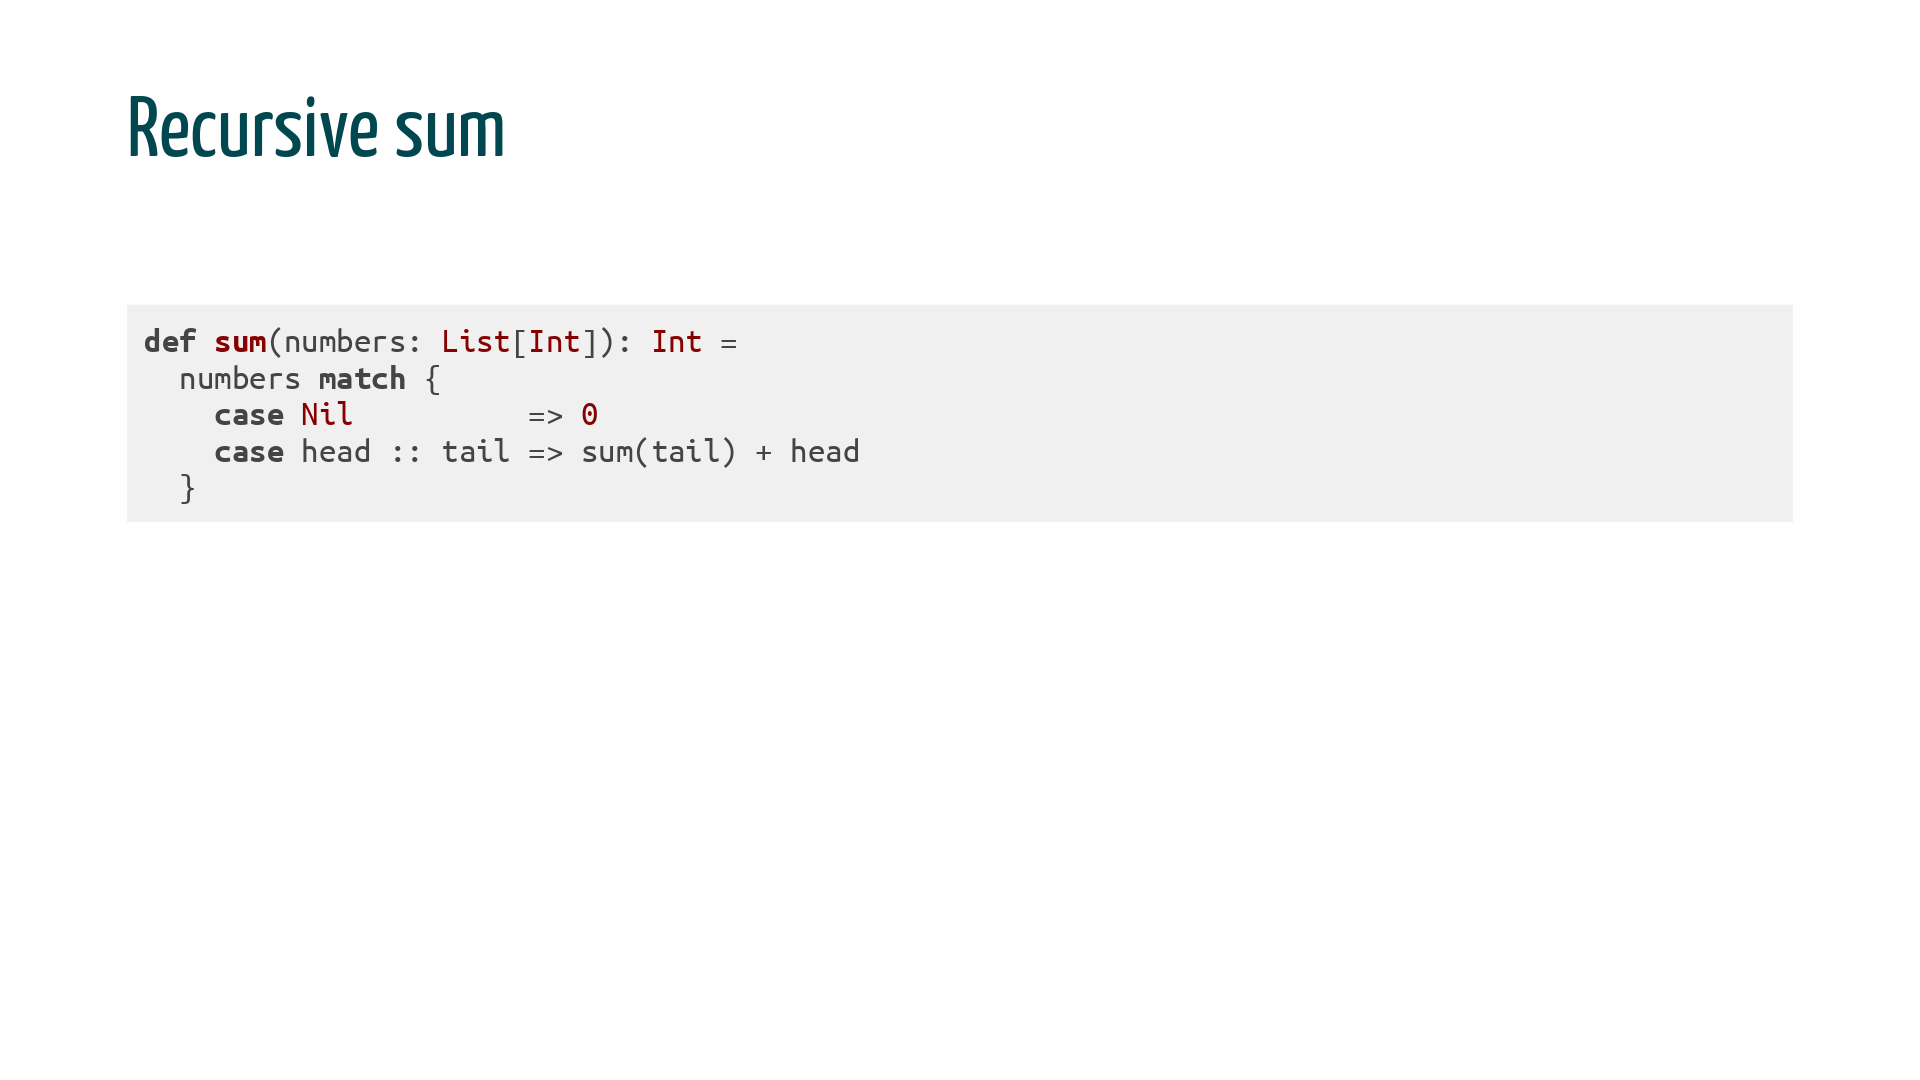 Recursive sum
def sum(numbers: List[Int]): Int =
  numbers match {
    case Nil          => 0
    case head :: tail => sum(tail) + head
  }